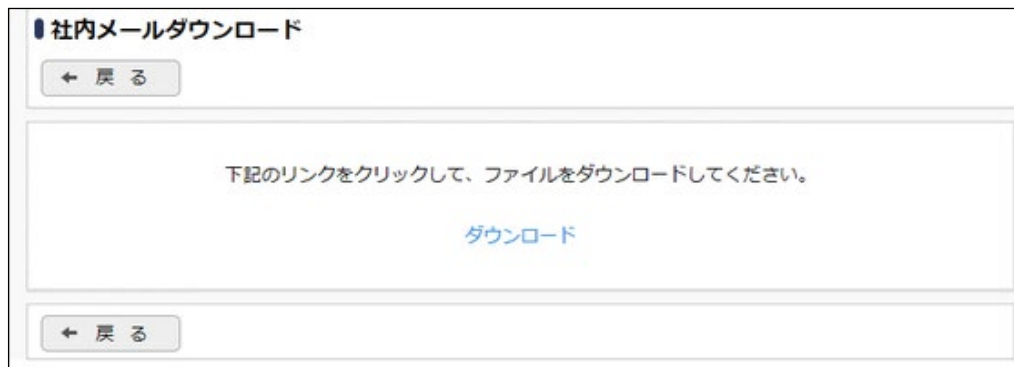 社内メールダウンロード
← 戻 る
下記のリンクをクリックして、ファイルをダウンロードしてください。
ダウンロード
← 戻 る